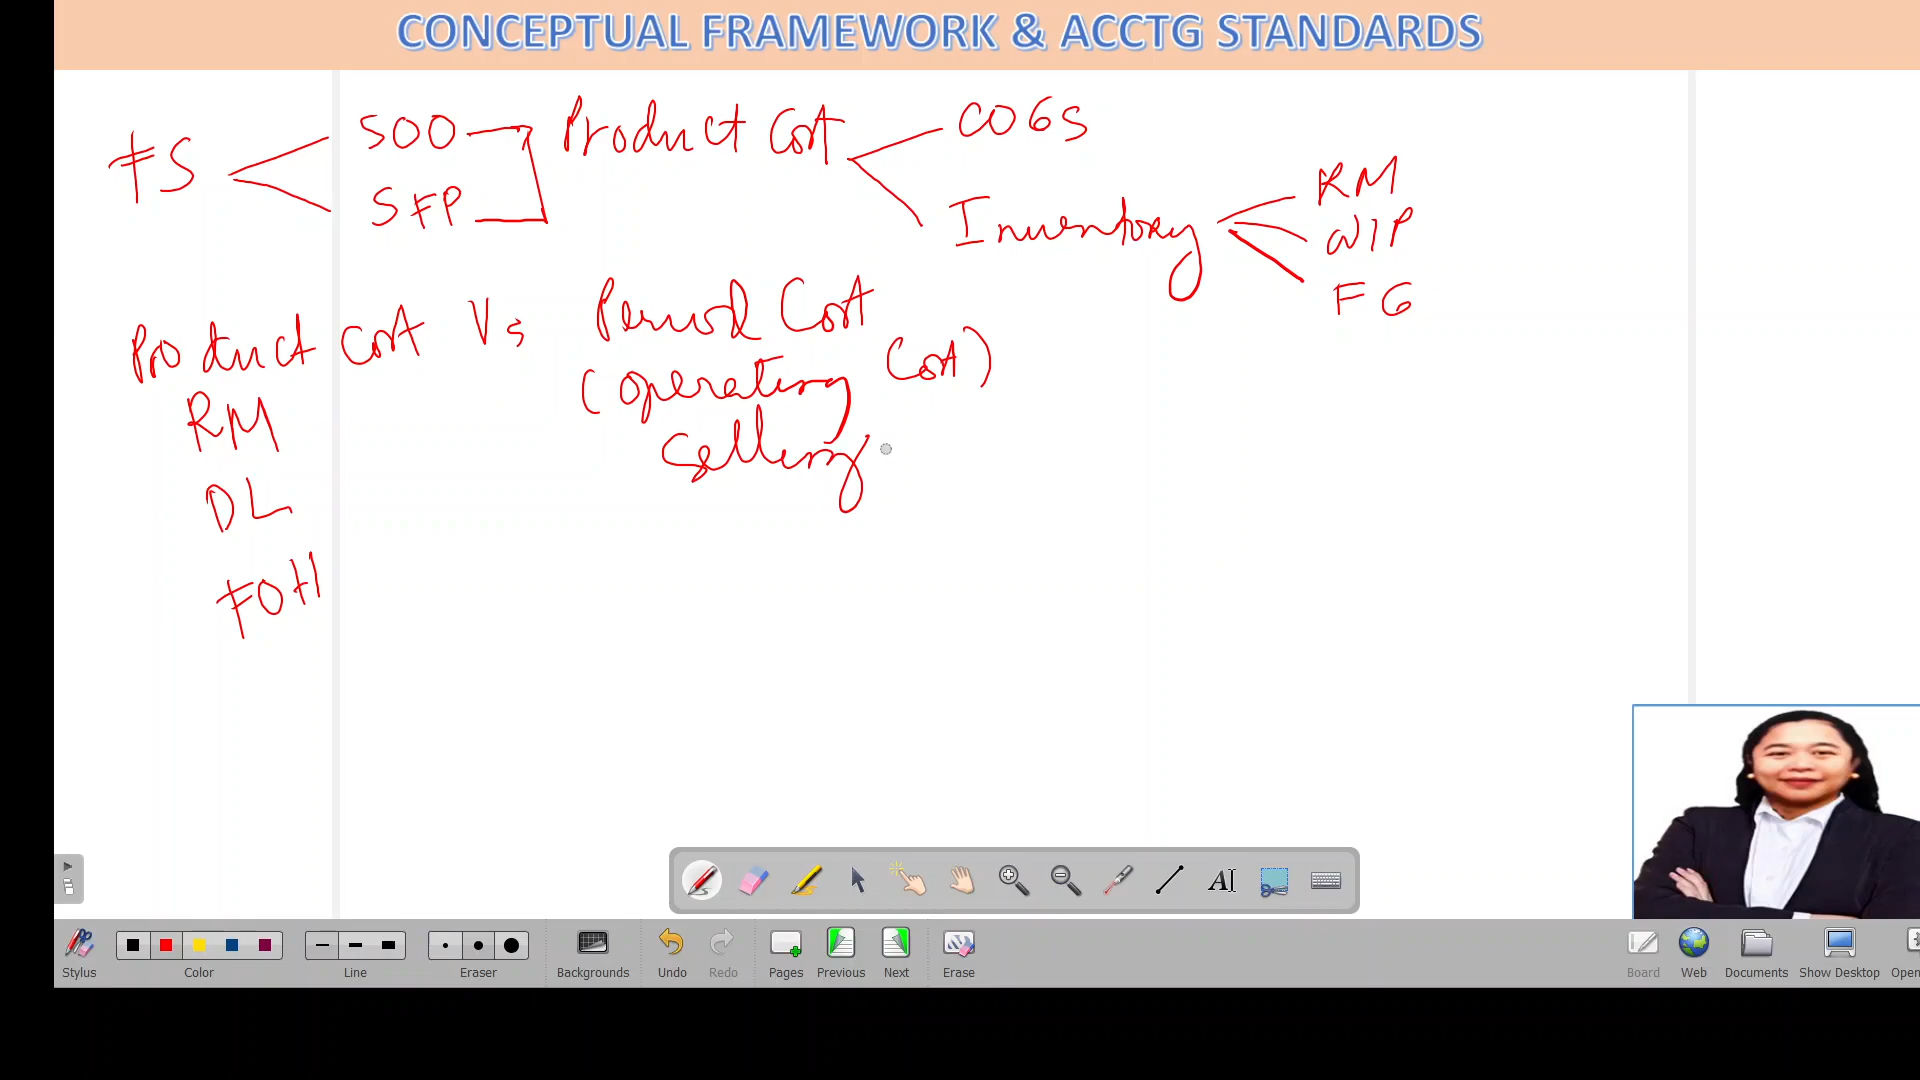 CONCEPTUAL FRAMEWORK & ACCTG STANDARDS
FS
SOO
SFP
Product Cost
COGS
Inventory
RM
WIP
FG
Product Cost Vs Period Cost
(operating Cost)
RM
Selling
DL
FOH
Stylus
Color
Line
Eraser
Backgrounds
Undo
Redo
Pages
Previous
Next
Erase
Board
Web
Documents
Show Desktop
Open